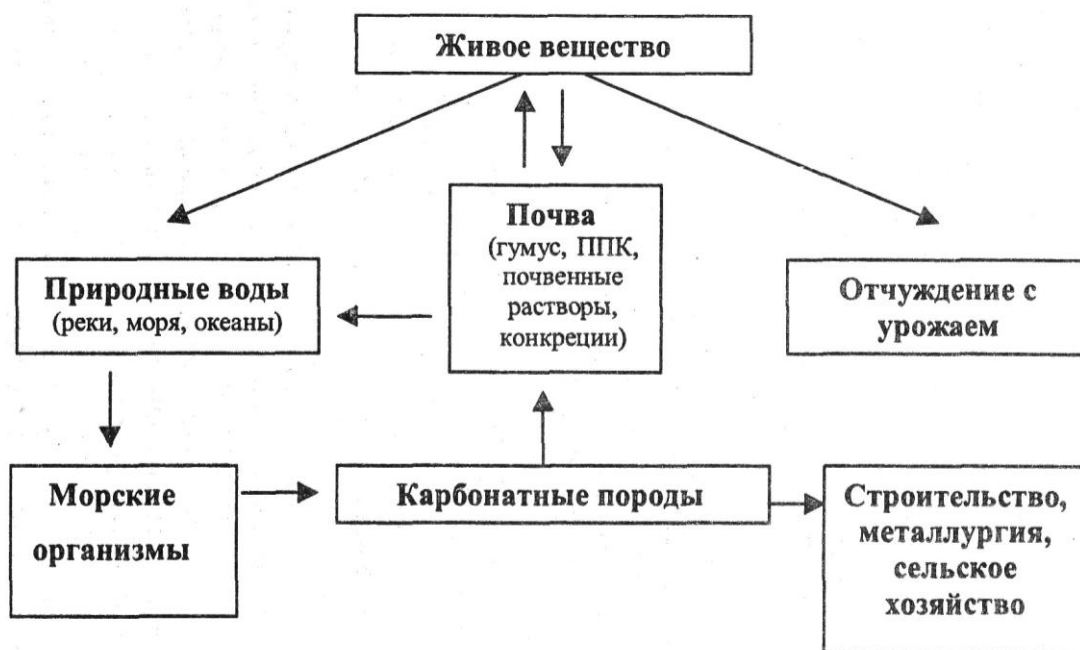 Живое вещество
Почва
(гумус, ППК,
почвенные
растворы,
конкреции)
Природные воды
(реки, моря, океаны)
Отчуждение с
урожаем
Морские
организмы
Карбонатные породы
Строительство,
металлургия,
сельское
хозяйство